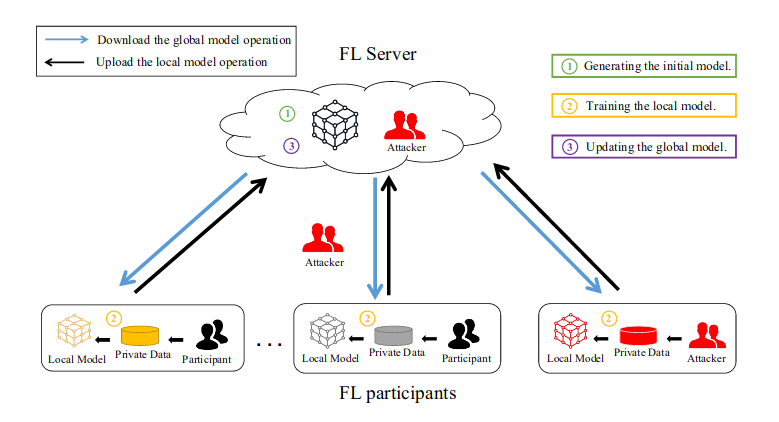 Download the global model operation
Upload the local model operation
FL Server
① Generating the initial model.
② Training the local model.
③ Updating the global model.
①
③
Attacker
Attacker
②
Local Model
Private Data
Participant
...
②
Local Model
Private Data
Participant
②
Local Model
Private Data
Attacker
FL participants